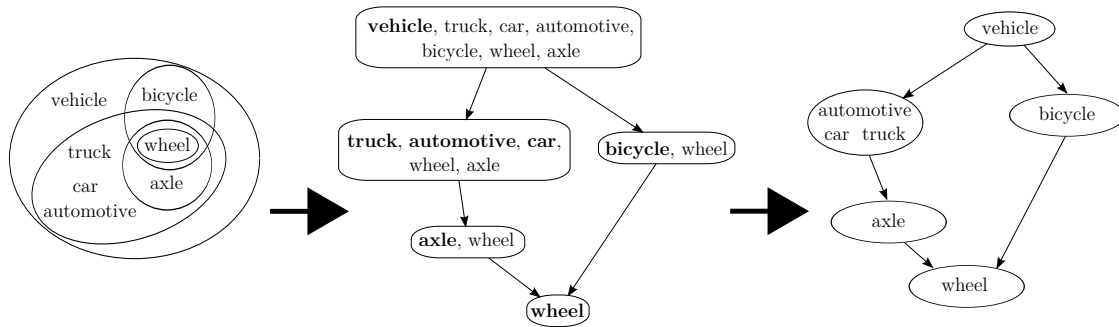 vehicle
bicycle
wheel
truck
axle
car
automotive
vehicle, truck, car, automotive,
bicycle, wheel, axle
truck, automotive, car,
wheel, axle
bicycle, wheel
axle, wheel
wheel
vehicle
automotive
car truck
bicycle
axle
wheel